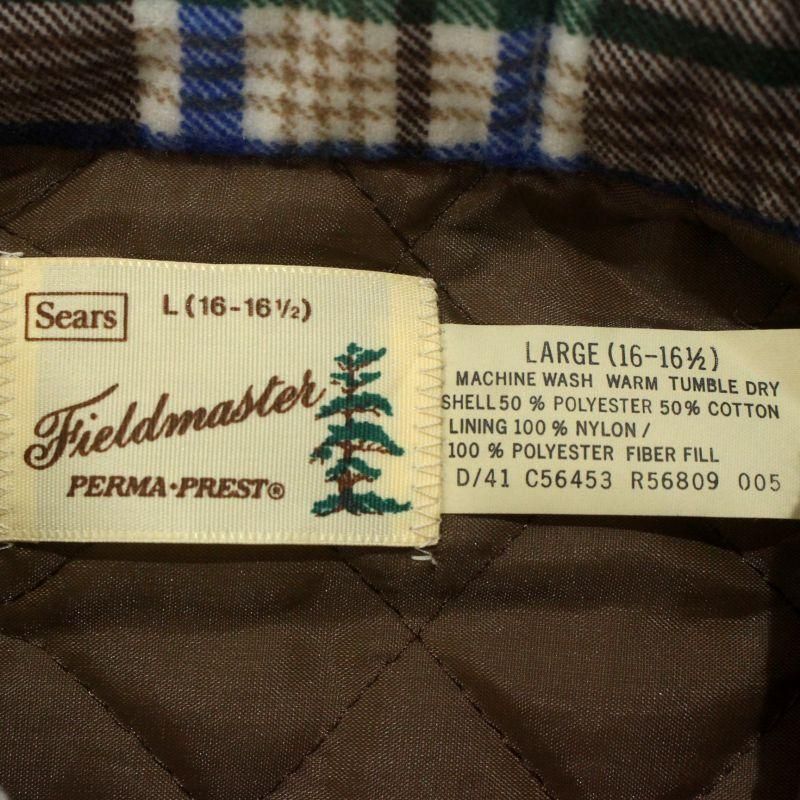 Sears
L (16-16½)
Fieldmaster
PERMA•PREST®
LARGE (16-16½)
MACHINE WASH WARM TUMBLE DRY
SHELL 50 % POLYESTER 50% COTTON
LINING 100 % NYLON /
100 % POLYESTER FIBER FILL
D/41 C56453 R56809 005